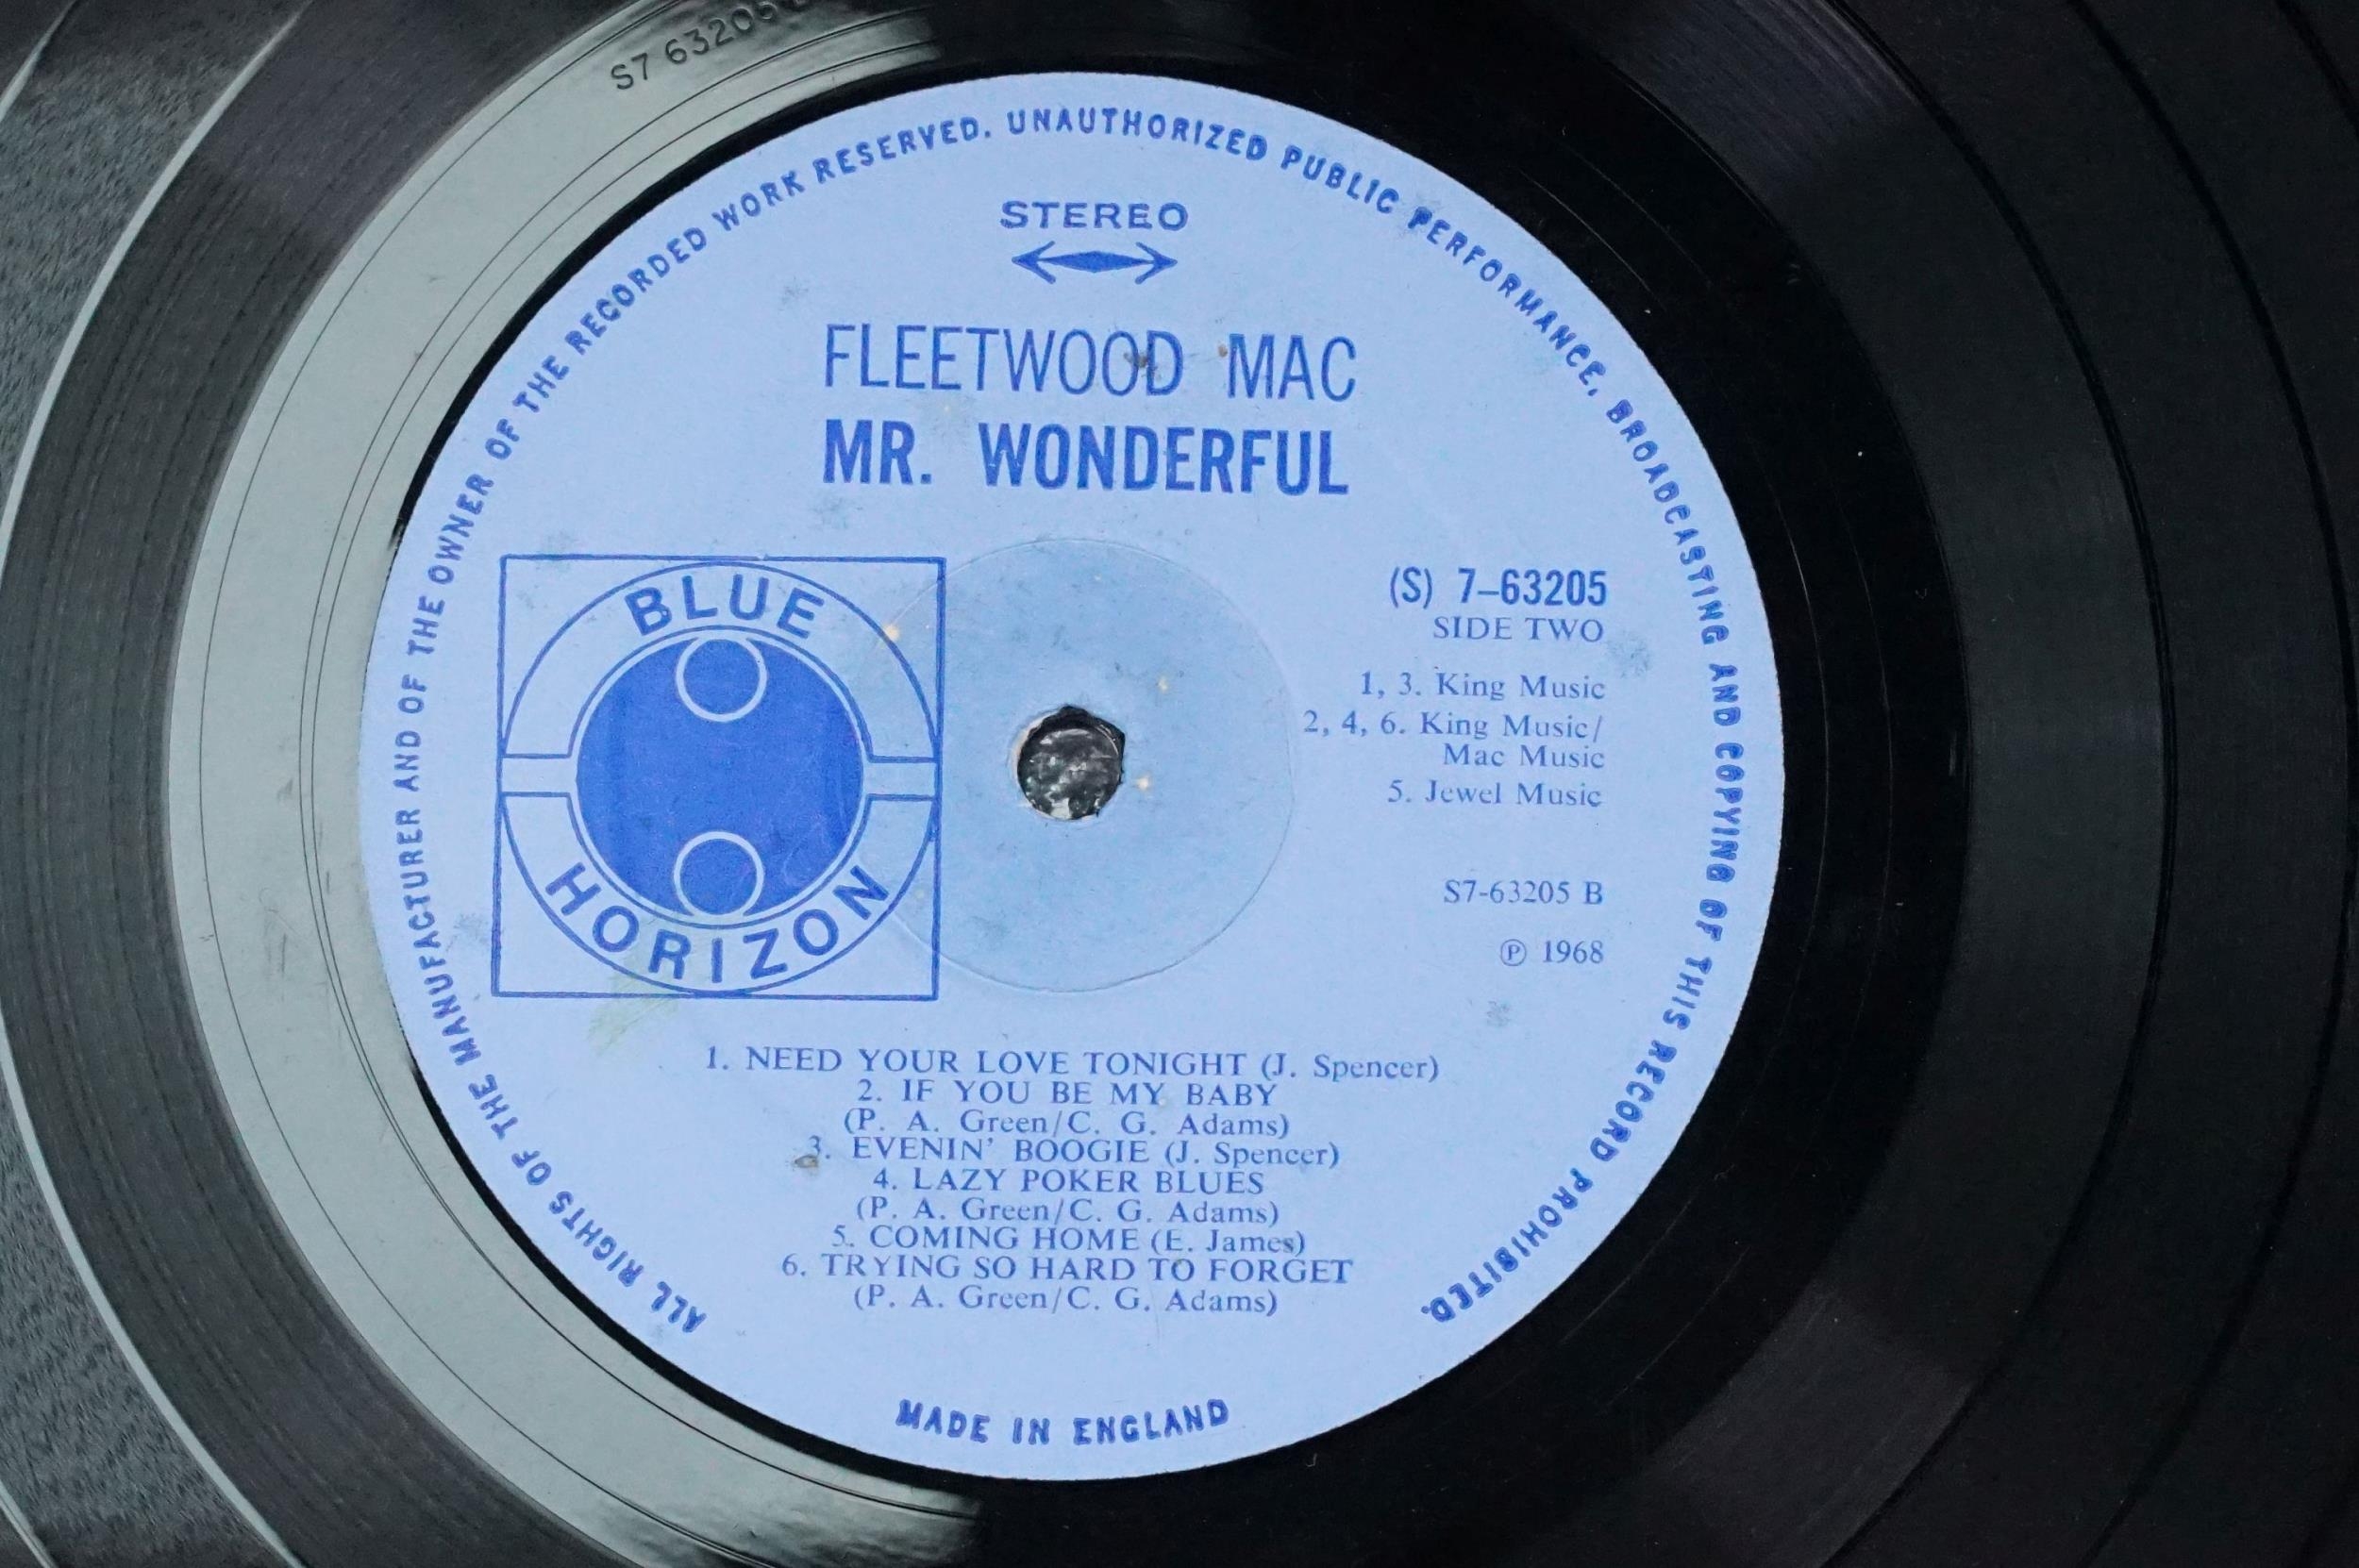 S7 63205
ALL RIGHTS OF THE MANUFACTURER AND OF THE OWNER OF THE RECORDED WORK RESERVED. UNAUTHORIZED PUBLIC PERFORMANCE, BROADCASTING AND COPYING OF THIS RECORD PROHIBITED.
STEREO
FLEETWOOD MAC
MR. WONDERFUL
BLUE
HORIZON
(S) 7-63205
SIDE TWO
1, 3. King Music
2, 4, 6. King Music/
Mac Music
5. Jewel Music
S7-63205 B
℗ 1968
1. NEED YOUR LOVE TONIGHT (J. Spencer)
2. IF YOU BE MY BABY
(P. A. Green/C. G. Adams)
3. EVENIN' BOOGIE (J. Spencer)
4. LAZY POKER BLUES
(P. A. Green/C. G. Adams)
5. COMING HOME (E. James)
6. TRYING SO HARD TO FORGET
(P. A. Green/C. G. Adams)
MADE IN ENGLAND